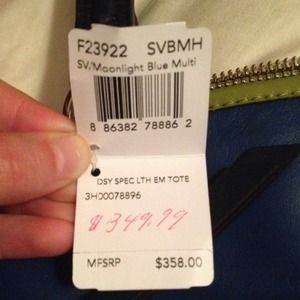 F23922 SVBMH
SV/Moonlight Blue Multi
8 86382 78886 2
DSY SPEC LTH EM TOTE
3H00078896
349.99
MFSRP $358.00